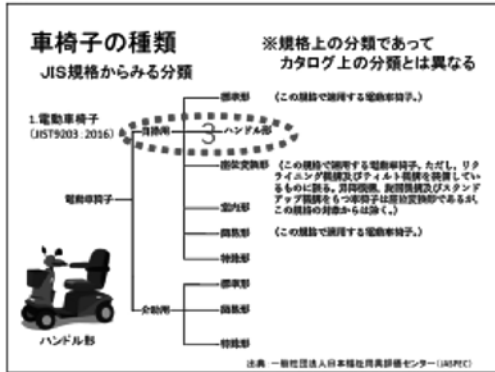 車椅子の種類
JIS規格からみる分類
※規格上の分類であって
カタログ上の分類とは異なる
1.電動車椅子
(JIST9203:2016)
電動車椅子
自操用
標準形
(この規格で適用する電動車椅子。)
3
ハンドル形
座位変換形
(この規格で適用する電動車椅子。ただし、リク
ライニング機構及びティルト機構を装備してい
るものに限る。昇降機構、旋回機構及びスタンド
アップ機構をもつ車椅子は座位変換形であるが、
この規格の対象からは除く。)
室内形
簡易形
(この規格で適用する電動車椅子。)
特殊形
介助用
標準形
簡易形
特殊形
ハンドル形
出典:一般社団法人日本福祉用具評価センター(JASPEC)